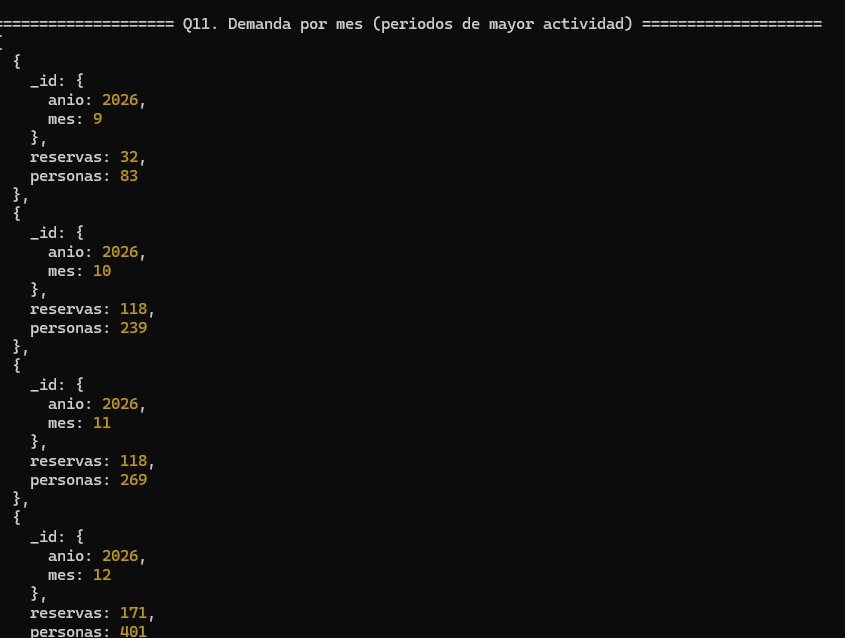 ==================== Q11. Demanda por mes (periodos de mayor actividad) ====================
[
  {
    _id: {
      anio: 2026,
      mes: 9
    },
    reservas: 32,
    personas: 83
  },
  {
    _id: {
      anio: 2026,
      mes: 10
    },
    reservas: 118,
    personas: 239
  },
  {
    _id: {
      anio: 2026,
      mes: 11
    },
    reservas: 118,
    personas: 269
  },
  {
    _id: {
      anio: 2026,
      mes: 12
    },
    reservas: 171,
    personas: 401